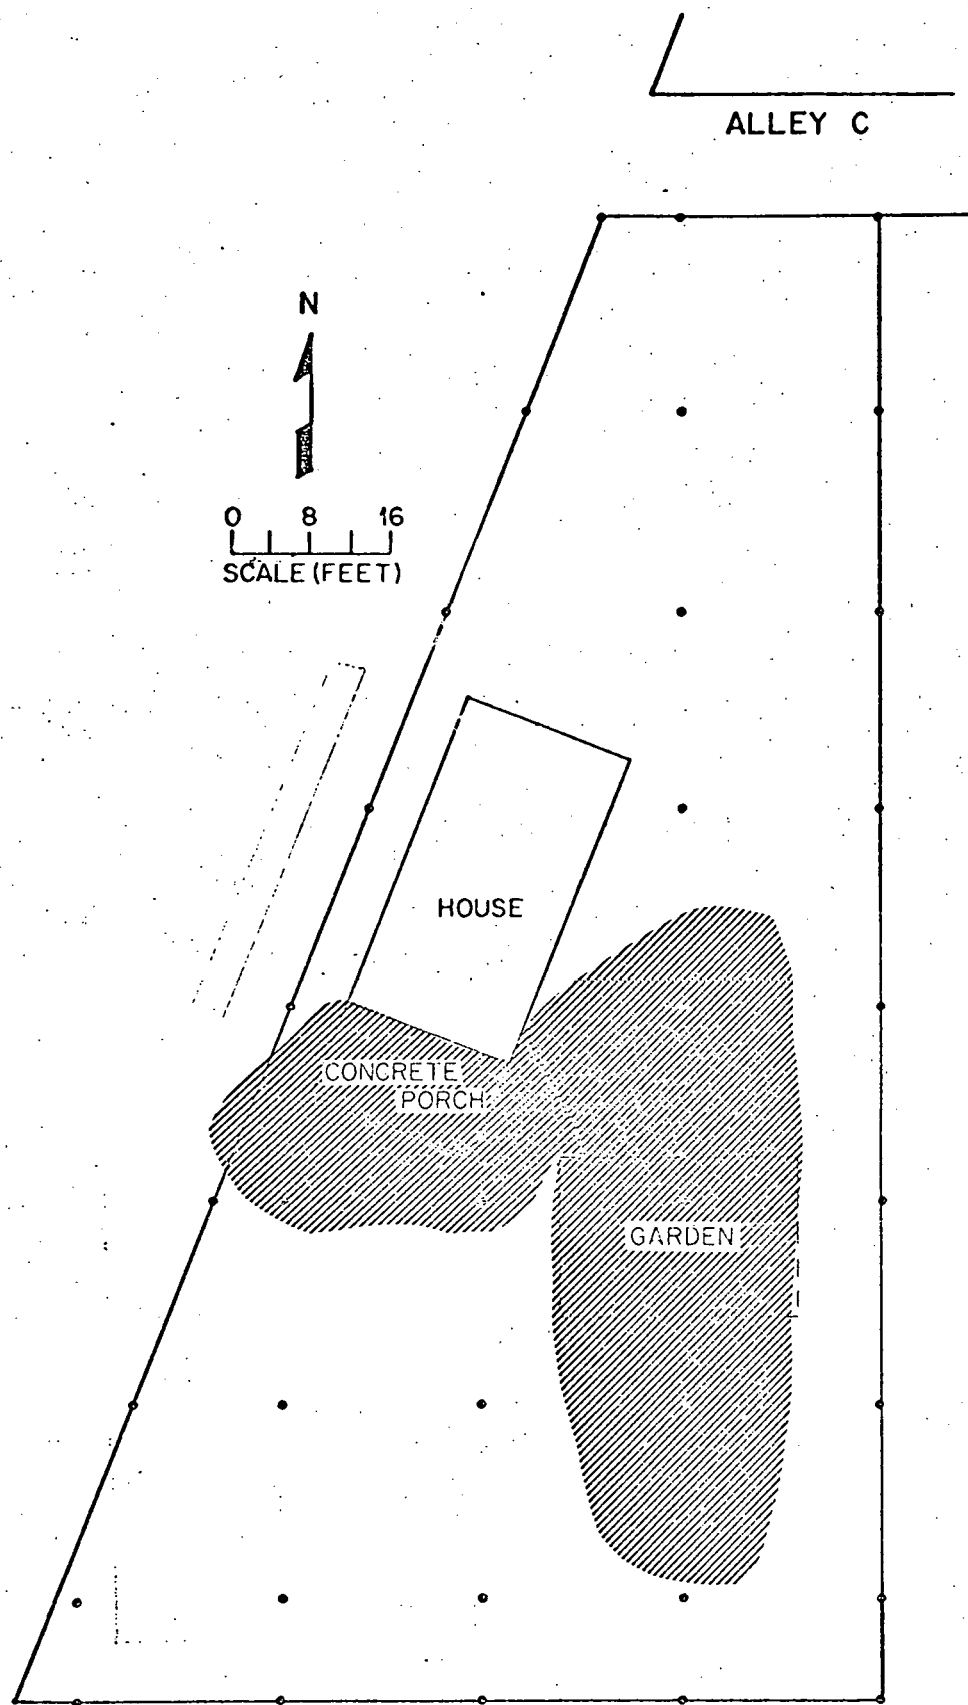 ALLEY C
N
0 8 16
SCALE (FEET)
HOUSE
CONCRETE
PORCH
GARDEN